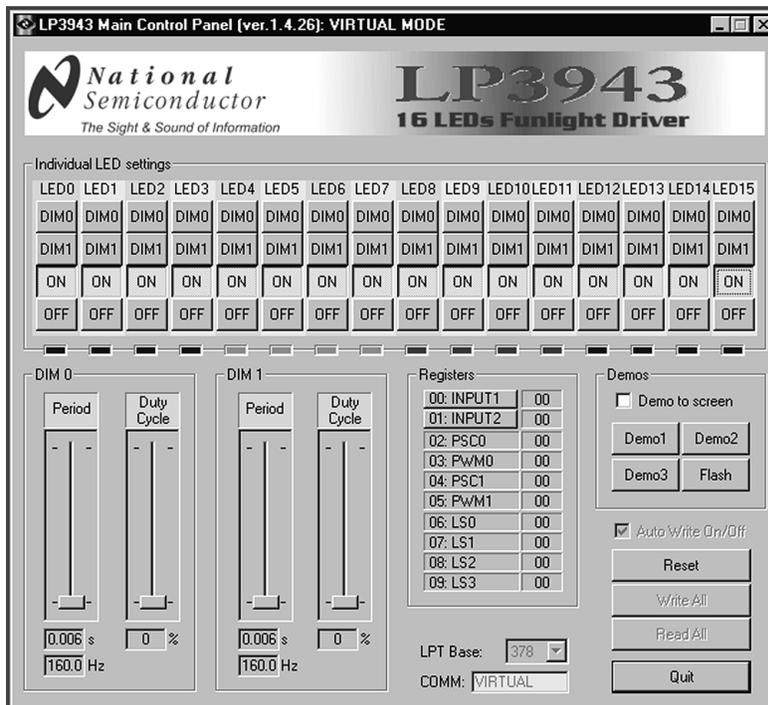 LP3943 Main Control Panel (ver.1.4.26): VIRTUAL MODE
National
Semiconductor
The Sight & Sound of Information
LP3943
16 LEDs Funlight Driver
Individual LED settings
LED0 LED1 LED2 LED3 LED4 LED5 LED6 LED7 LED8 LED9 LED10 LED11 LED12 LED13 LED14 LED15
DIM0 DIM0 DIM0 DIM0 DIM0 DIM0 DIM0 DIM0 DIM0 DIM0 DIM0 DIM0 DIM0 DIM0 DIM0 DIM0
DIM1 DIM1 DIM1 DIM1 DIM1 DIM1 DIM1 DIM1 DIM1 DIM1 DIM1 DIM1 DIM1 DIM1 DIM1 DIM1
ON ON ON ON ON ON ON ON ON ON ON ON ON ON ON ON
OFF OFF OFF OFF OFF OFF OFF OFF OFF OFF OFF OFF OFF OFF OFF OFF
DIM 0
Period
Duty
Cycle
0.006 s
0 %
160.0 Hz
DIM 1
Period
Duty
Cycle
0.006 s
0 %
160.0 Hz
Registers
00: INPUT1 00
01: INPUT2 00
02: PSC0 00
03: PWM0 00
04: PSC1 00
05: PWM1 00
06: LS0 00
07: LS1 00
08: LS2 00
09: LS3 00
LPT Base: 378
COMM: VIRTUAL
Demos
Demo to screen
Demo1 Demo2
Demo3 Flash
Auto Write On/Off
Reset
Write All
Read All
Quit